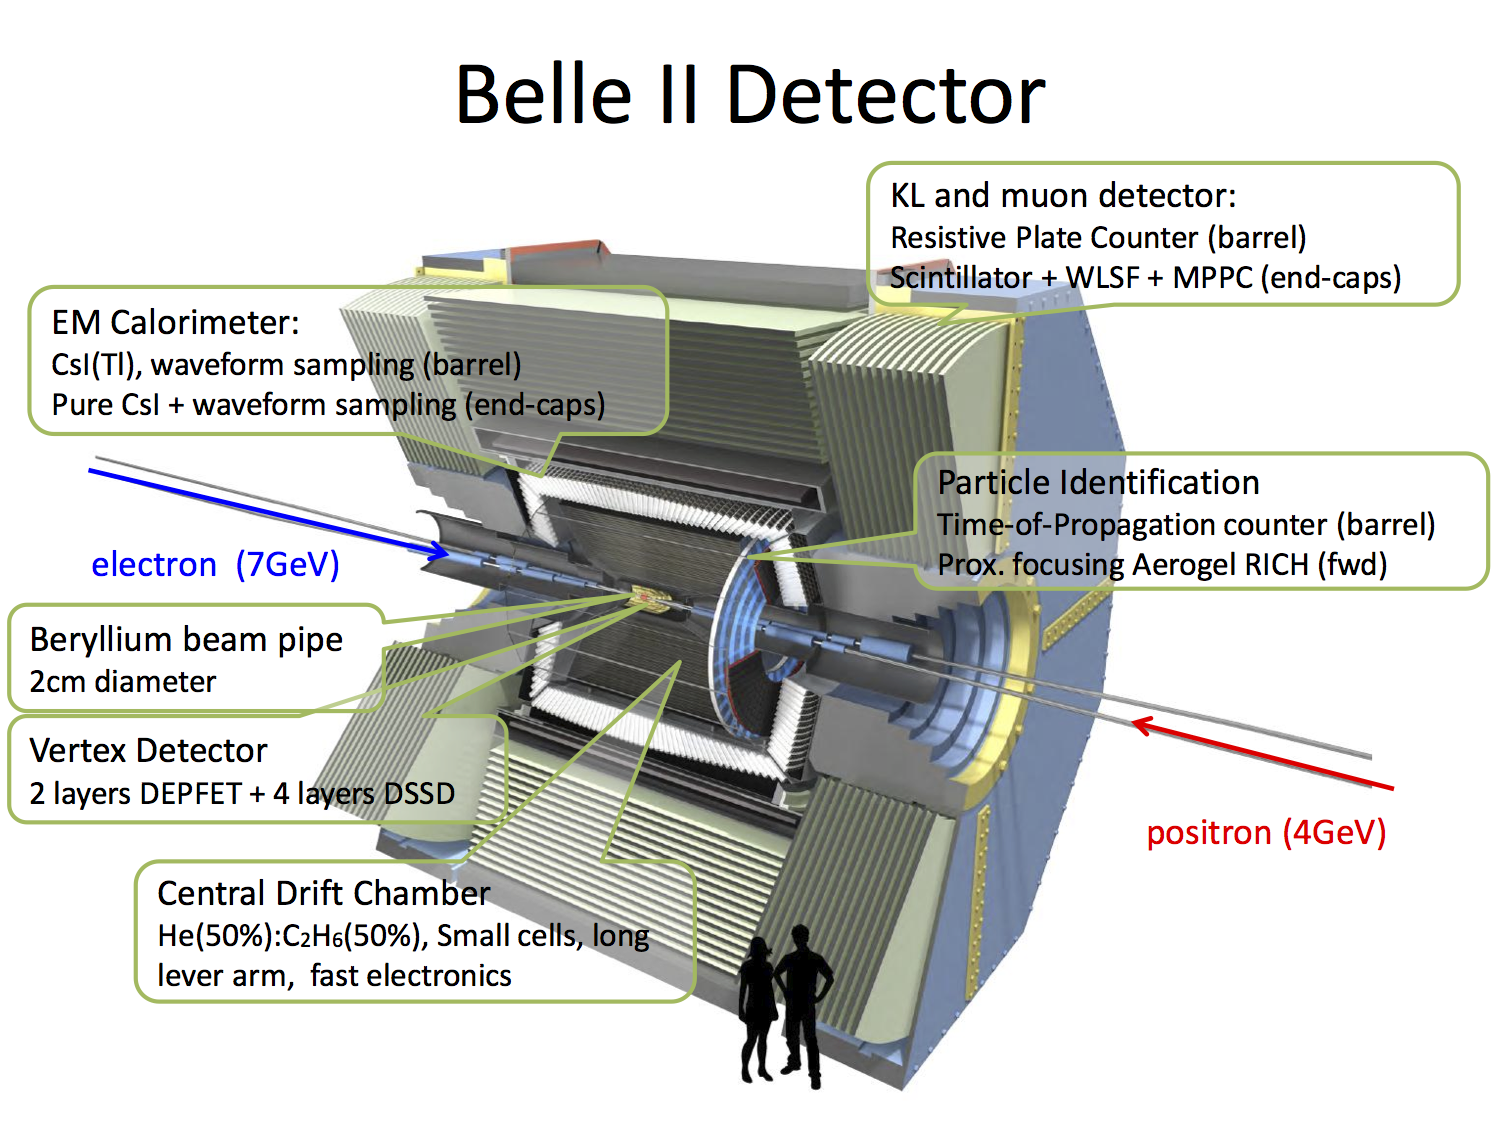 Belle II Detector
KL and muon detector:
Resistive Plate Counter (barrel)
Scintillator + WLSF + MPPC (end-caps)
EM Calorimeter:
CsI(Tl), waveform sampling (barrel)
Pure CsI + waveform sampling (end-caps)
Particle Identification
Time-of-Propagation counter (barrel)
Prox. focusing Aerogel RICH (fwd)
electron (7GeV)
Beryllium beam pipe
2cm diameter
Vertex Detector
2 layers DEPFET + 4 layers DSSD
positron (4GeV)
Central Drift Chamber
He(50%):C₂H₆(50%), Small cells, long
lever arm, fast electronics